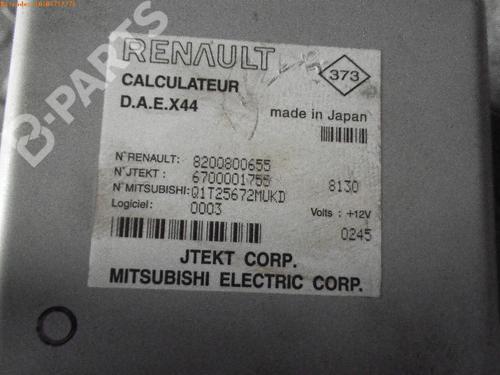 RENAULT
373
CALCULATEUR
D.A.E.X44
made in Japan
N°RENAULT: 8200800655
N°JTEKT: 6700001755 8130
N°MITSUBISHI: Q1T25672MUKD
Logiciel: 0003 Volts : +12V
0245
JTEKT CORP.
MITSUBISHI ELECTRIC CORP.
B-PARTS